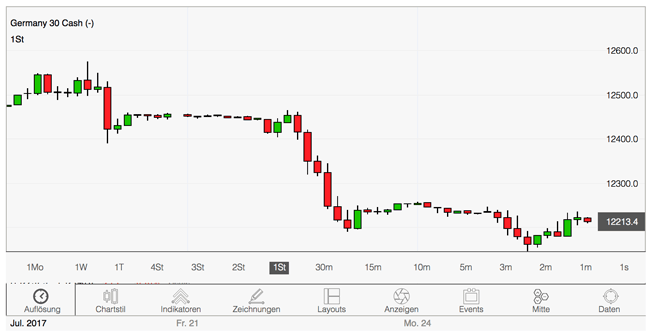 Germany 30 Cash (-)
1St
12600.0
12500.0
12400.0
12300.0
12213.4
1Mo 1W 1T 4St 3St 2St 1St 30m 15m 10m 5m 3m 2m 1m 1s
Auflösung Chartstil Indikatoren Zeichnungen Layouts Anzeigen Events Mitte Daten
Jul. 2017 Fr. 21 Mo. 24